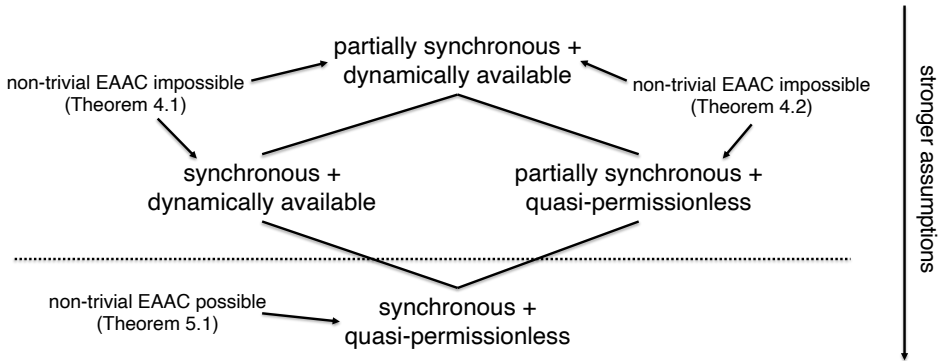 partially synchronous +
dynamically available
non-trivial EAAC impossible
(Theorem 4.1)
non-trivial EAAC impossible
(Theorem 4.2)
synchronous +
dynamically available
partially synchronous +
quasi-permissionless
non-trivial EAAC possible
(Theorem 5.1)
synchronous +
quasi-permissionless
stronger assumptions